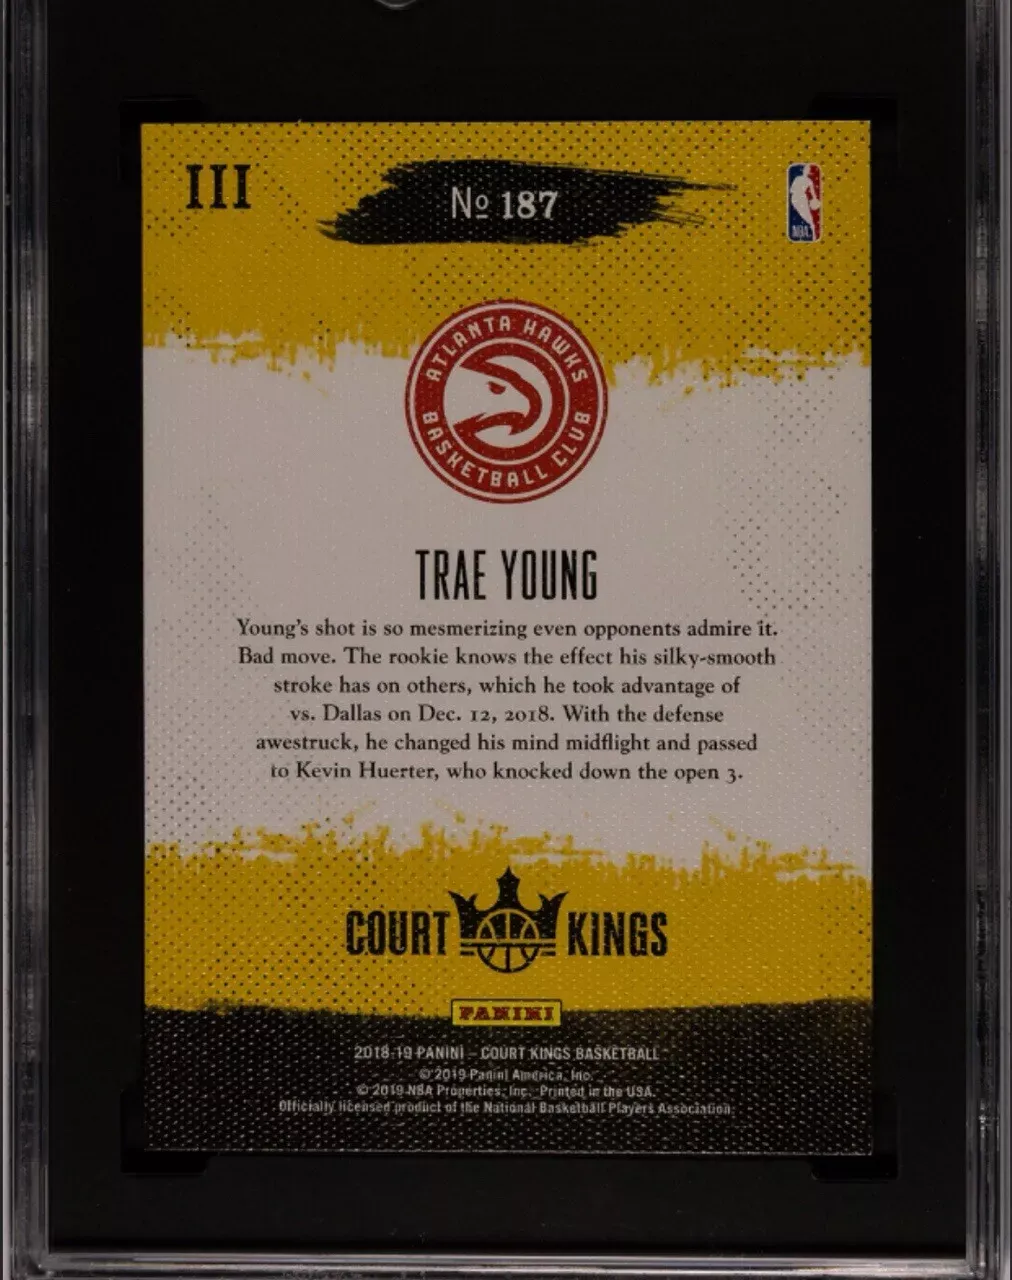 III
No 187
NBA
ATLANTA HAWKS
BASKETBALL CLUB
TRAE YOUNG
Young's shot is so mesmerizing even opponents admire it.
Bad move. The rookie knows the effect his silky-smooth
stroke has on others, which he took advantage of
vs. Dallas on Dec. 12, 2018. With the defense
awestruck, he changed his mind midflight and passed
to Kevin Huerter, who knocked down the open 3.
COURT KINGS
PANINI
2018-19 PANINI – COURT KINGS BASKETBALL
© 2019 Panini America, Inc.
© 2019 NBA Properties, Inc. Printed in the USA.
Officially licensed product of the National Basketball Players Association.